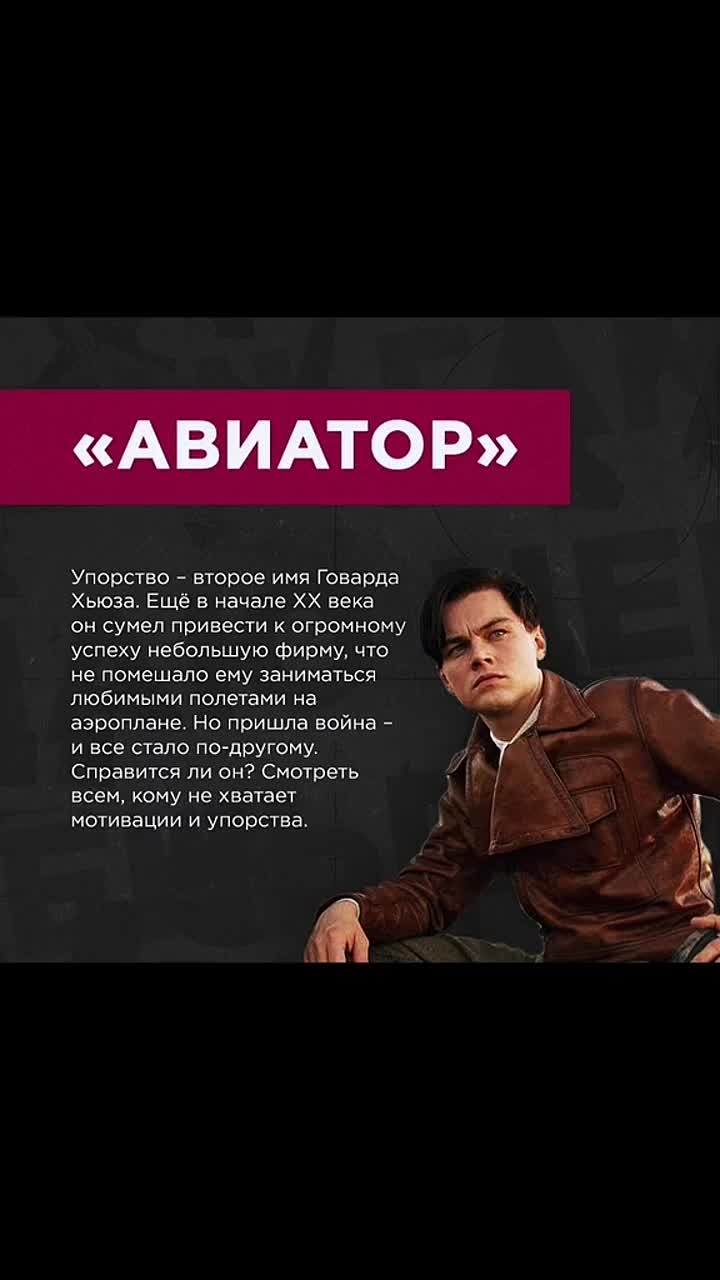 «АВИАТОР»
Упорство – второе имя Говарда
Хьюза. Ещё в начале ХХ века
он сумел привести к огромному
успеху небольшую фирму, что
не помешало ему заниматься
любимыми полетами на
аэроплане. Но пришла война –
и все стало по-другому.
Справится ли он? Смотреть
всем, кому не хватает
мотивации и упорства.